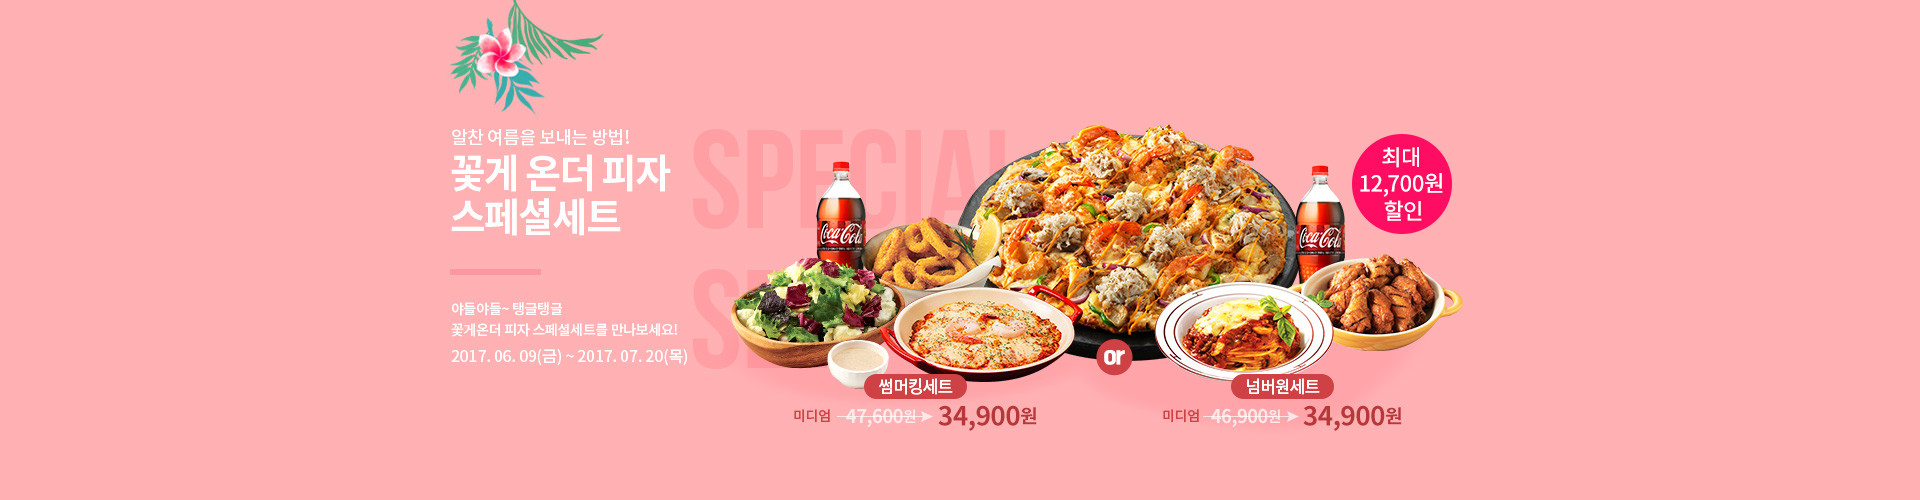 알찬 여름을 보내는 방법!
꽃게 온더 피자
스페셜세트
야들야들~ 탱글탱글
꽃게온더 피자 스페셜세트를 만나보세요!
2017. 06. 09(금) ~ 2017. 07. 20(목)
SPECIAL
Coca-Cola
Coca-Cola
최대
12,700원
할인
or
썸머킹세트
미디엄 47,600원 34,900원
넘버원세트
미디엄 46,900원 34,900원